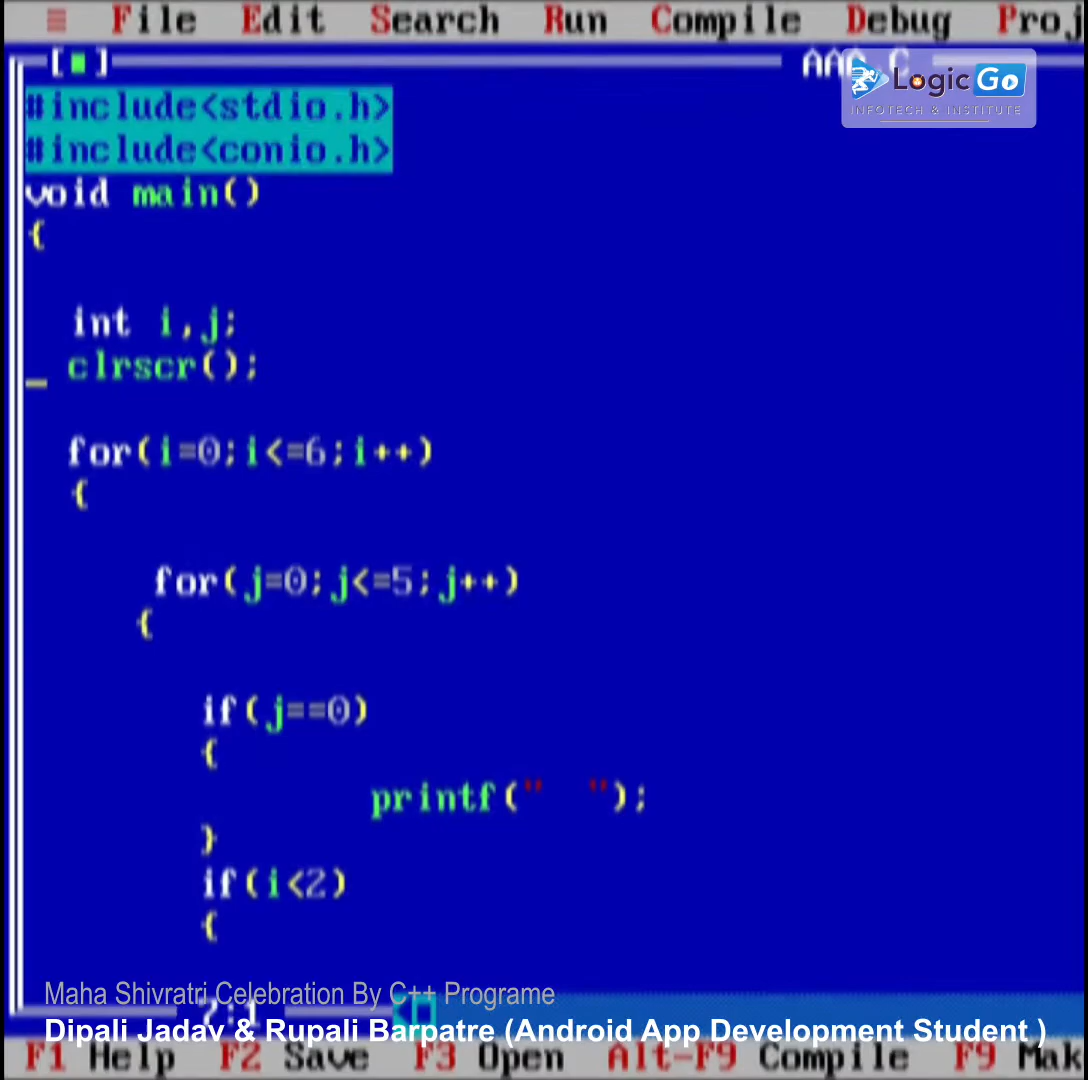 ≡ File Edit Search Run Compile Debug Proj
[■]
Logic Go
INFOTECH & INSTITUTE
#include<stdio.h>
#include<conio.h>
void main()
{
int i,j;
_ clrscr();
for(i=0;i<=6;i++)
{
for(j=0;j<=5;j++)
{
if(j==0)
{
printf("  ");
}
if(i<2)
{
Maha Shivratri Celebration By C++ Programe
2:1
Dipali Jadav & Rupali Barpatre (Android App Development Student )
F1 Help F2 Save F3 Open Alt-F9 Compile F9 Mak